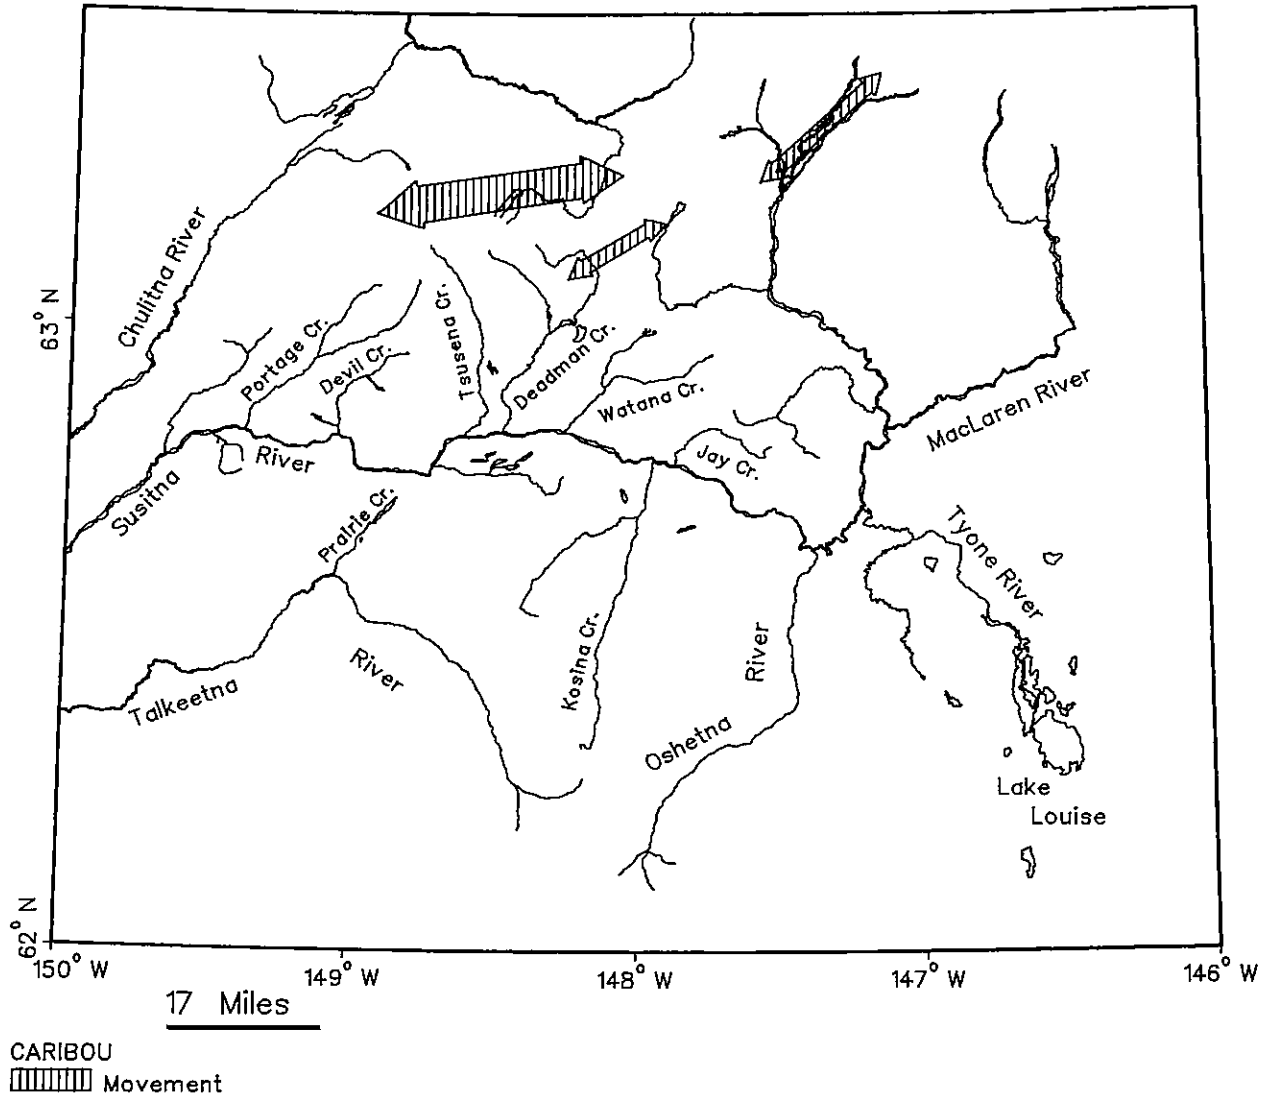 Chulitna River
63° N
Portage Cr.
Devil Cr.
Tsusena Cr.
Deadman Cr.
Watana Cr.
MacLaren River
Jay Cr.
River
Susitna
Prairie Cr.
Tyone River
Kosina Cr.
River
River
Talkeetna
Oshetna
Lake
Louise
62° N
150° W
149° W
148° W
147° W
146° W
17 Miles
CARIBOU
Movement